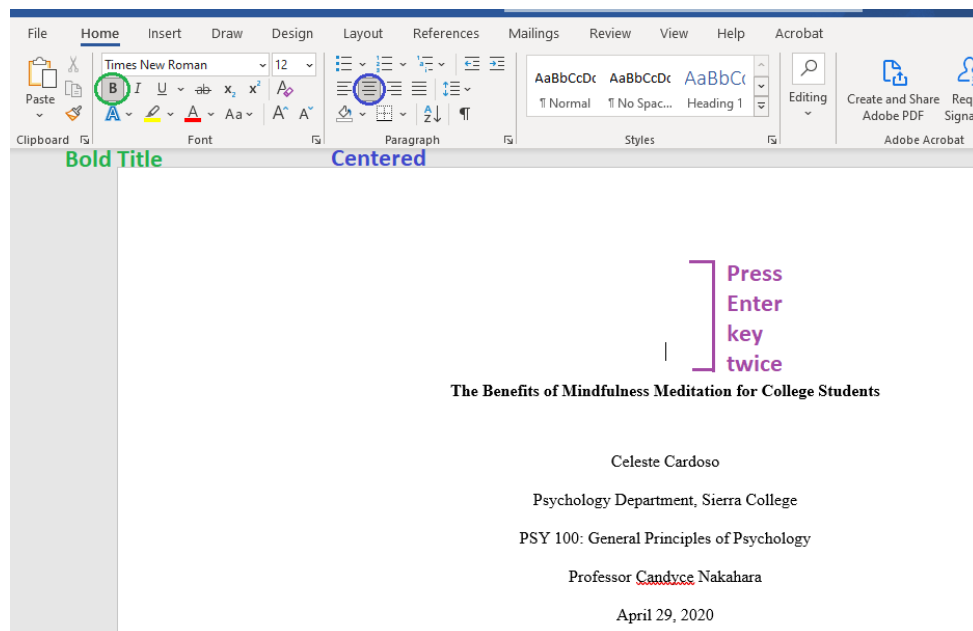 File Home Insert Draw Design Layout References Mailings Review View Help Acrobat
Times New Roman 12
AaBbCcDc AaBbCcDc AaBbC
B I U ab x₂ x² A
Paste ¶Normal ¶No Spac... Heading 1 Editing Create and Share Req
A A Aa A A Adobe PDF Signa
Clipboard Font Paragraph Styles Adobe Acrobat
Bold Title Centered
Press
Enter
key
twice
The Benefits of Mindfulness Meditation for College Students
Celeste Cardoso
Psychology Department, Sierra College
PSY 100: General Principles of Psychology
Professor Candyce Nakahara
April 29, 2020